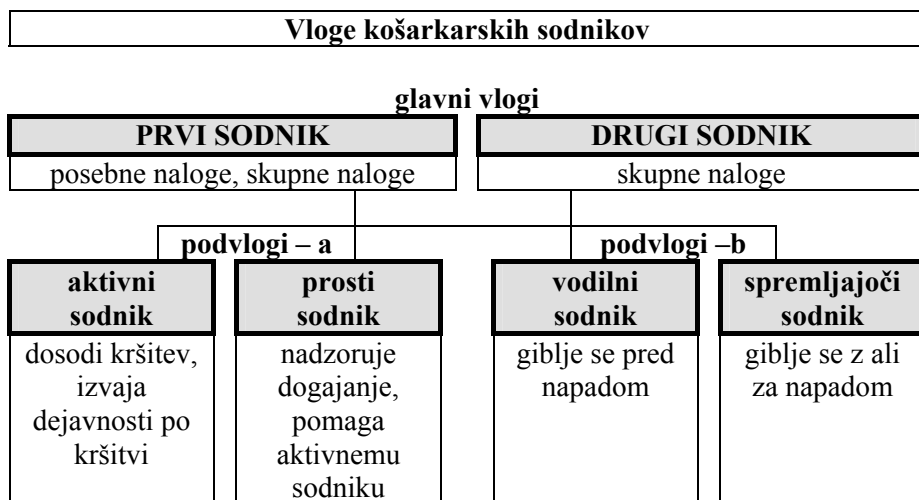 Vloge košarkarskih sodnikov
glavni vlogi
PRVI SODNIK
posebne naloge, skupne naloge
DRUGI SODNIK
skupne naloge
podvlogi – a
podvlogi –b
aktivni
sodnik
dosodi kršitev,
izvaja
dejavnosti po
kršitvi
prosti
sodnik
nadzoruje
dogajanje,
pomaga
aktivnemu
sodniku
vodilni
sodnik
giblje se pred
napadom
spremljajoči
sodnik
giblje se z ali
za napadom